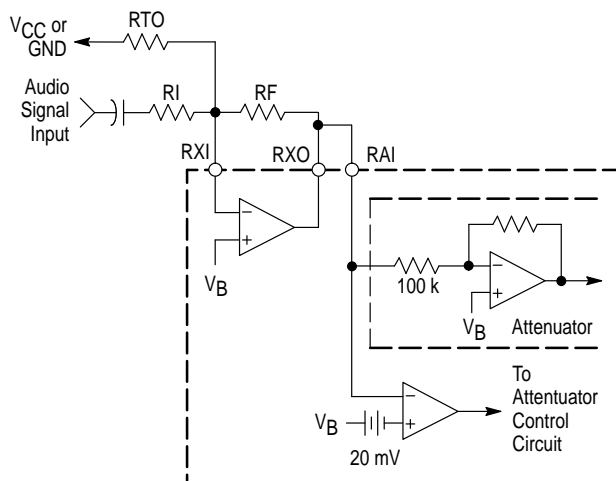 RTO
VCC or
GND
Audio
Signal
Input
RI
RF
RXI
RXO
RAI
VB
100 k
VB
Attenuator
VB
20 mV
To
Attentuator
Control
Circuit